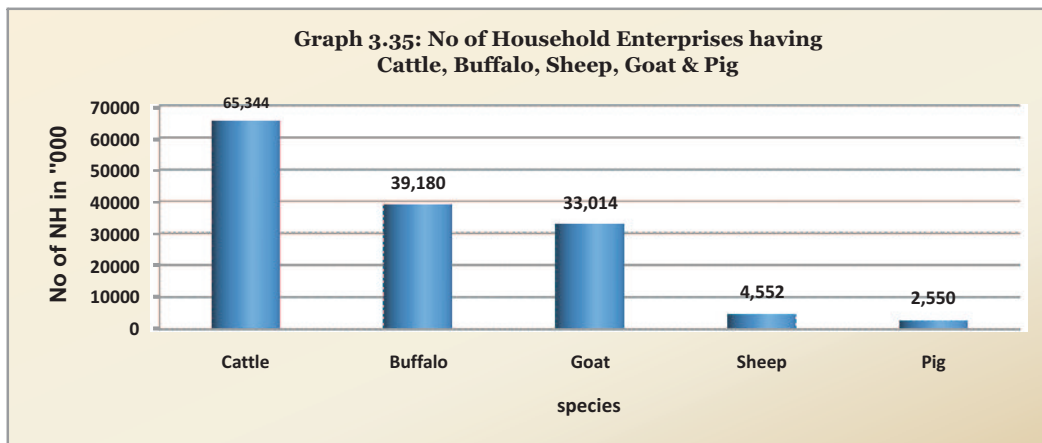 Graph 3.35: No of Household Enterprises having
Cattle, Buffalo, Sheep, Goat & Pig
No of NH in "000
70000
60000
50000
40000
30000
20000
10000
0
65,344
39,180
33,014
4,552
2,550
Cattle Buffalo Goat Sheep Pig
species